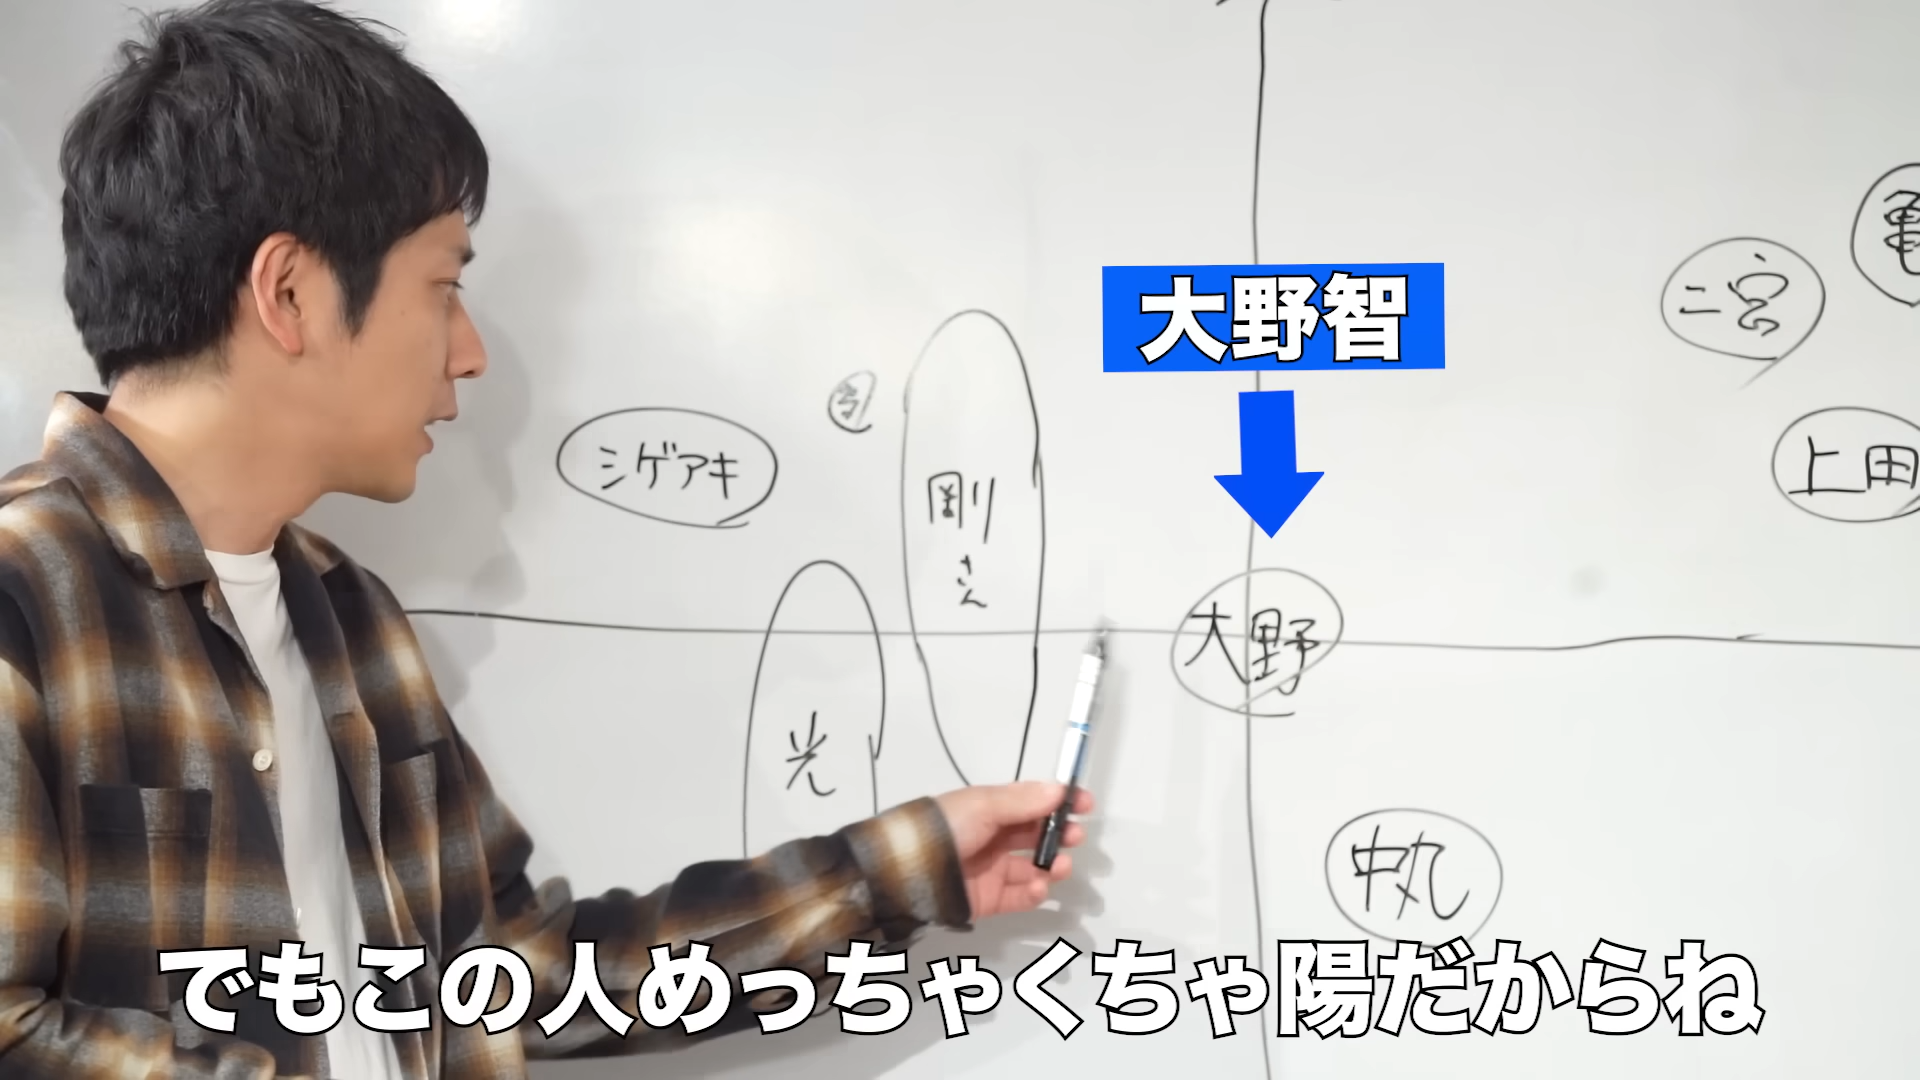 亀
二宮
大野智
シゲアキ
剛さん
上田
大野
光
中丸
でもこの人めっちゃくちゃ陽だからね